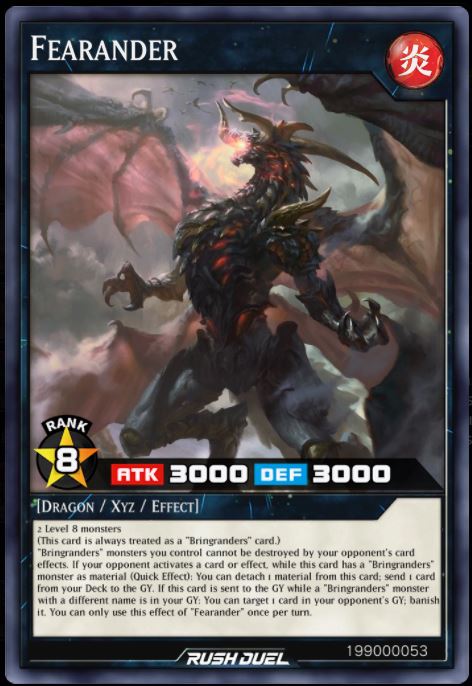 FEARANDER
炎
RANK
8
ATK 3000 DEF 3000
[DRAGON / XYZ / EFFECT]
2 Level 8 monsters
(This card is always treated as a "Bringranders" card.)
"Bringranders" monsters you control cannot be destroyed by your opponent's card
effects. If your opponent activates a card or effect, while this card has a "Bringranders"
monster as material (Quick Effect): You can detach 1 material from this card; send 1 card
from your Deck to the GY. If this card is sent to the GY while a "Bringranders" monster
with a different name is in your GY: You can target 1 card in your opponent's GY; banish
it. You can only use this effect of "Fearander" once per turn.
199000053
RUSH DUEL